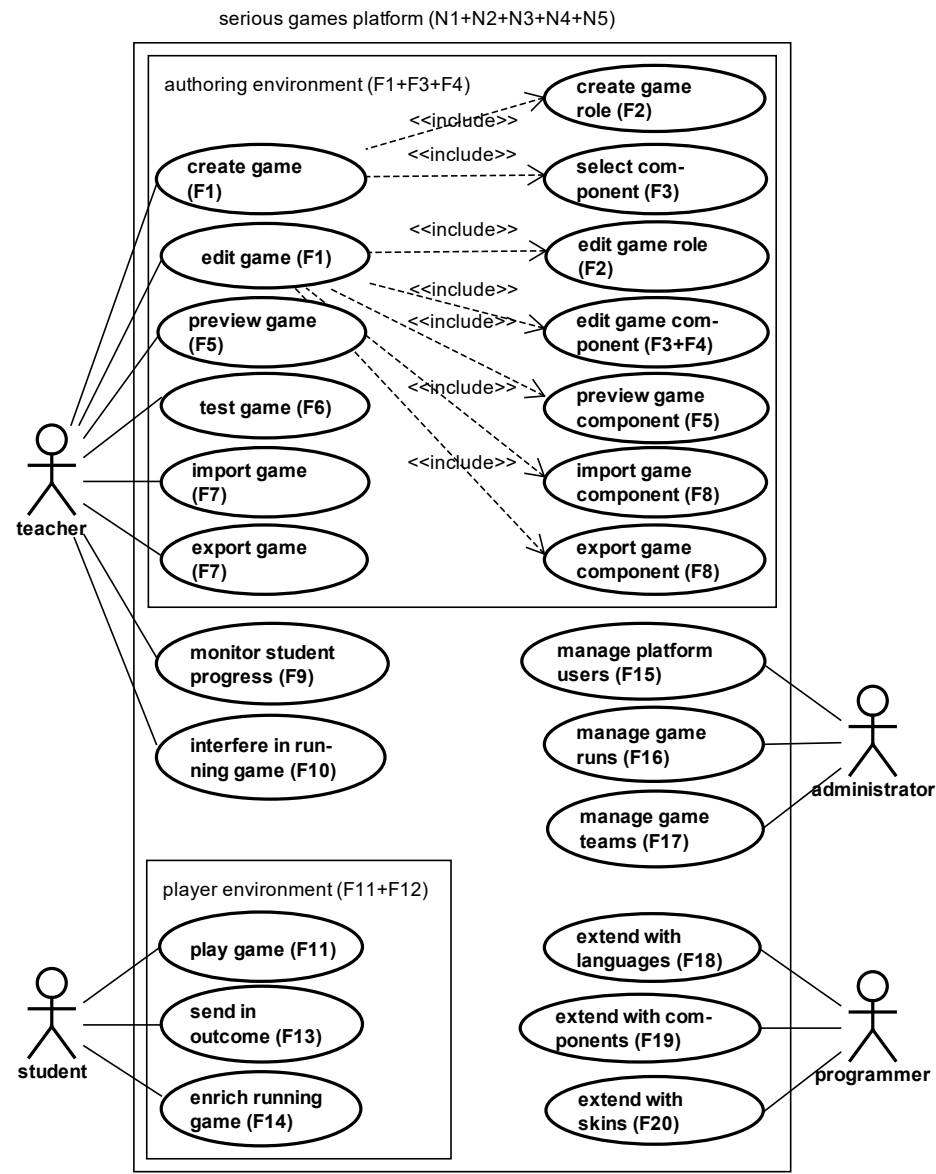 serious games platform (N1+N2+N3+N4+N5)
authoring environment (F1+F3+F4)
create game
role (F2)
<<include>>
<<include>>
create game
(F1)
select com-
ponent (F3)
<<include>>
edit game (F1)
edit game role
(F2)
<<include>>
<<include>>
preview game
(F5)
edit game com-
ponent (F3+F4)
<<include>>
test game (F6)
preview game
component (F5)
<<include>>
import game
(F7)
import game
component (F8)
teacher
export game
(F7)
export game
component (F8)
monitor student
progress (F9)
manage platform
users (F15)
interfere in run-
ning game (F10)
manage game
runs (F16)
administrator
manage game
teams (F17)
player environment (F11+F12)
play game (F11)
extend with
languages (F18)
send in
outcome (F13)
extend with com-
ponents (F19)
student
programmer
enrich running
game (F14)
extend with
skins (F20)